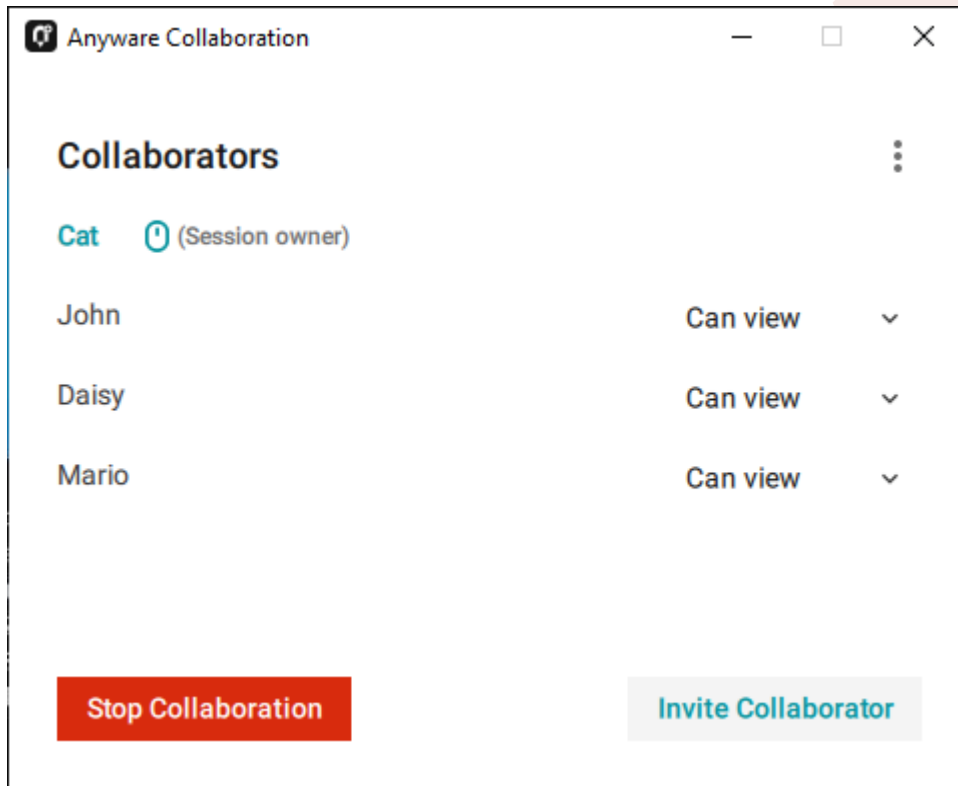 Anyware Collaboration
Collaborators
Cat (Session owner)
John Can view
Daisy Can view
Mario Can view
Stop Collaboration Invite Collaborator